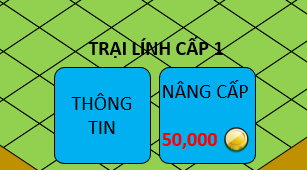 TRẠI LÍNH CẤP 1
THÔNG
TIN
NÂNG CẤP
50,000